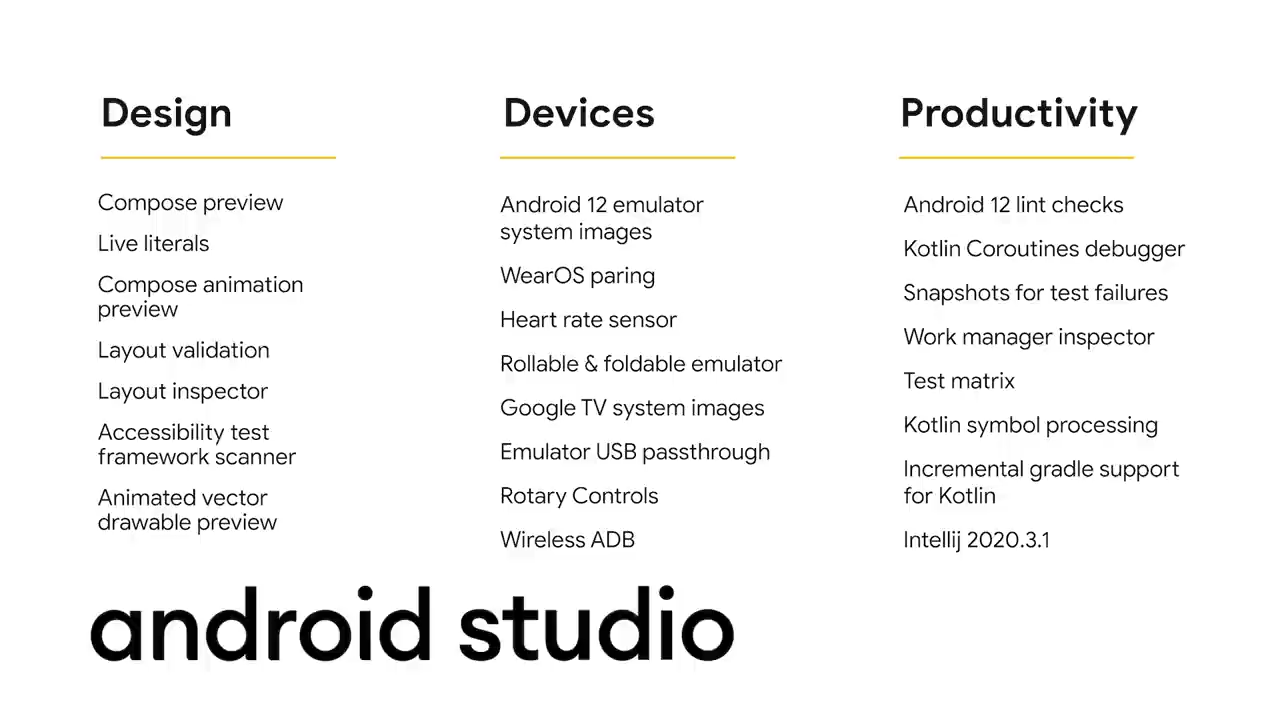 Design
Compose preview
Live literals
Compose animation
preview
Layout validation
Layout inspector
Accessibility test
framework scanner
Animated vector
drawable preview
Devices
Android 12 emulator
system images
WearOS paring
Heart rate sensor
Rollable & foldable emulator
Google TV system images
Emulator USB passthrough
Rotary Controls
Wireless ADB
Productivity
Android 12 lint checks
Kotlin Coroutines debugger
Snapshots for test failures
Work manager inspector
Test matrix
Kotlin symbol processing
Incremental gradle support
for Kotlin
Intellij 2020.3.1
android studio